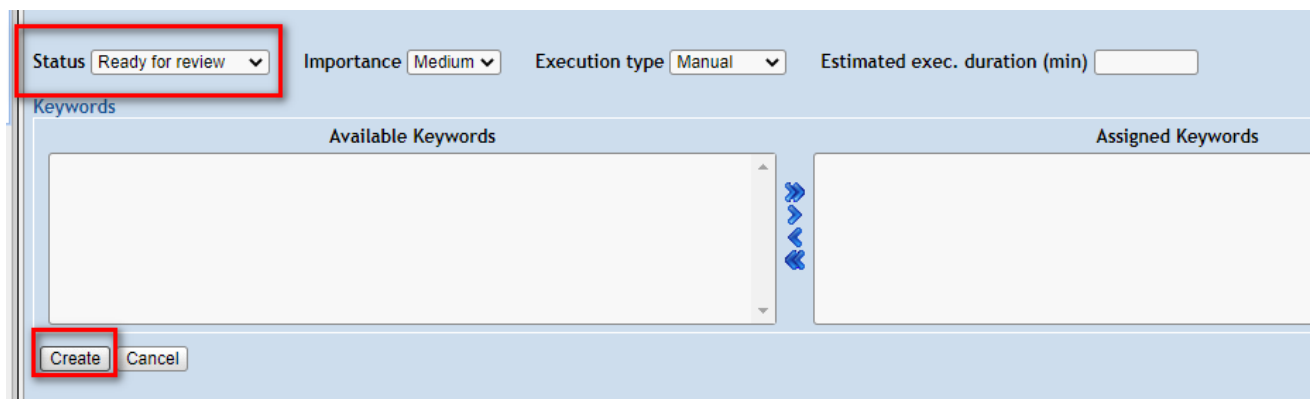 Status Ready for review Importance Medium Execution type Manual Estimated exec. duration (min)
Keywords
Available Keywords Assigned Keywords
Create Cancel